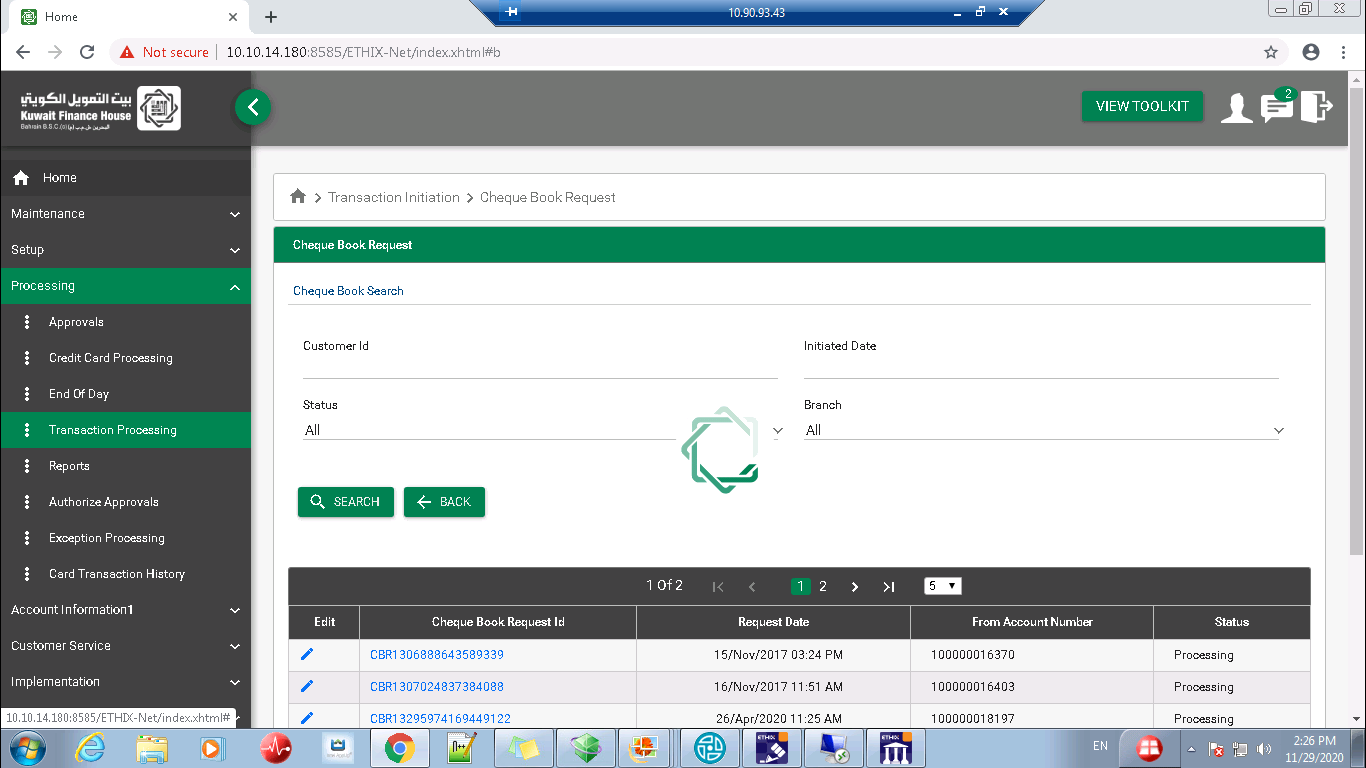 Home
10.90.93.43
Not secure
10.10.14.180:8585/ETHIX-Net/index.xhtml#b
بيت التمويل الكويتي
Kuwait Finance House
VIEW TOOLKIT
2
Home
Maintenance
Setup
Processing
Approvals
Credit Card Processing
End Of Day
Transaction Processing
Reports
Authorize Approvals
Exception Processing
Card Transaction History
Account Information1
Customer Service
Implementation
10.10.14.180:8585/ETHIX-Net/index.xhtml#
Transaction Initiation
Cheque Book Request
Cheque Book Request
Cheque Book Search
Customer Id Initiated Date
Status Branch
All All
SEARCH BACK
1 Of 2 1 2 5
Edit Cheque Book Request Id Request Date From Account Number Status
CBR1306888643589339 15/Nov/2017 03:24 PM 100000016370 Processing
CBR1307024837384088 16/Nov/2017 11:51 AM 100000016403 Processing
CBR13295974169449122 26/Apr/2020 11:25 AM 100000018197 Processing
EN
2:26 PM
11/29/2020